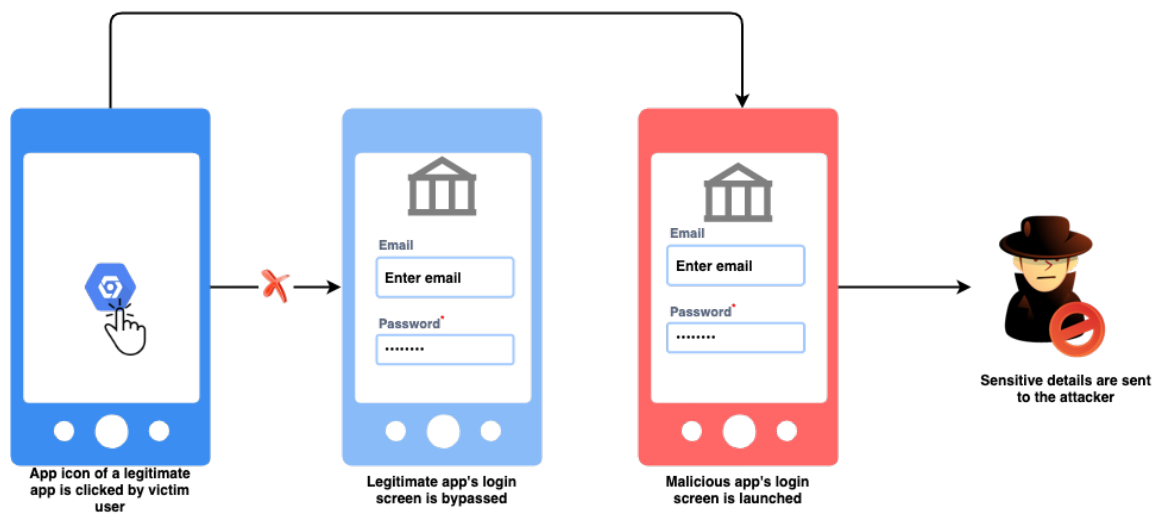 Email
Enter email
Password*
••••••••
App icon of a legitimate
app is clicked by victim
user
Email
Enter email
Password*
••••••••
Legitimate app's login
screen is bypassed
Malicious app's login
screen is launched
Sensitive details are sent
to the attacker